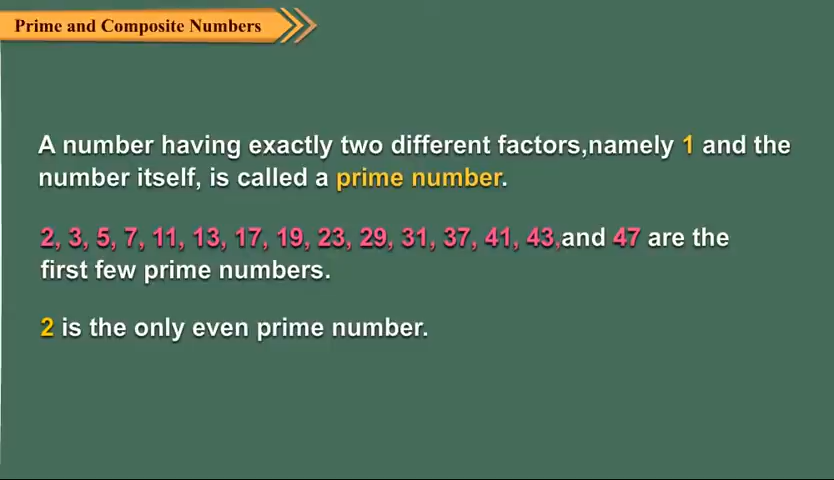 Prime and Composite Numbers
A number having exactly two different factors,namely 1 and the
number itself, is called a prime number.
2, 3, 5, 7, 11, 13, 17, 19, 23, 29, 31, 37, 41, 43,and 47 are the
first few prime numbers.
2 is the only even prime number.